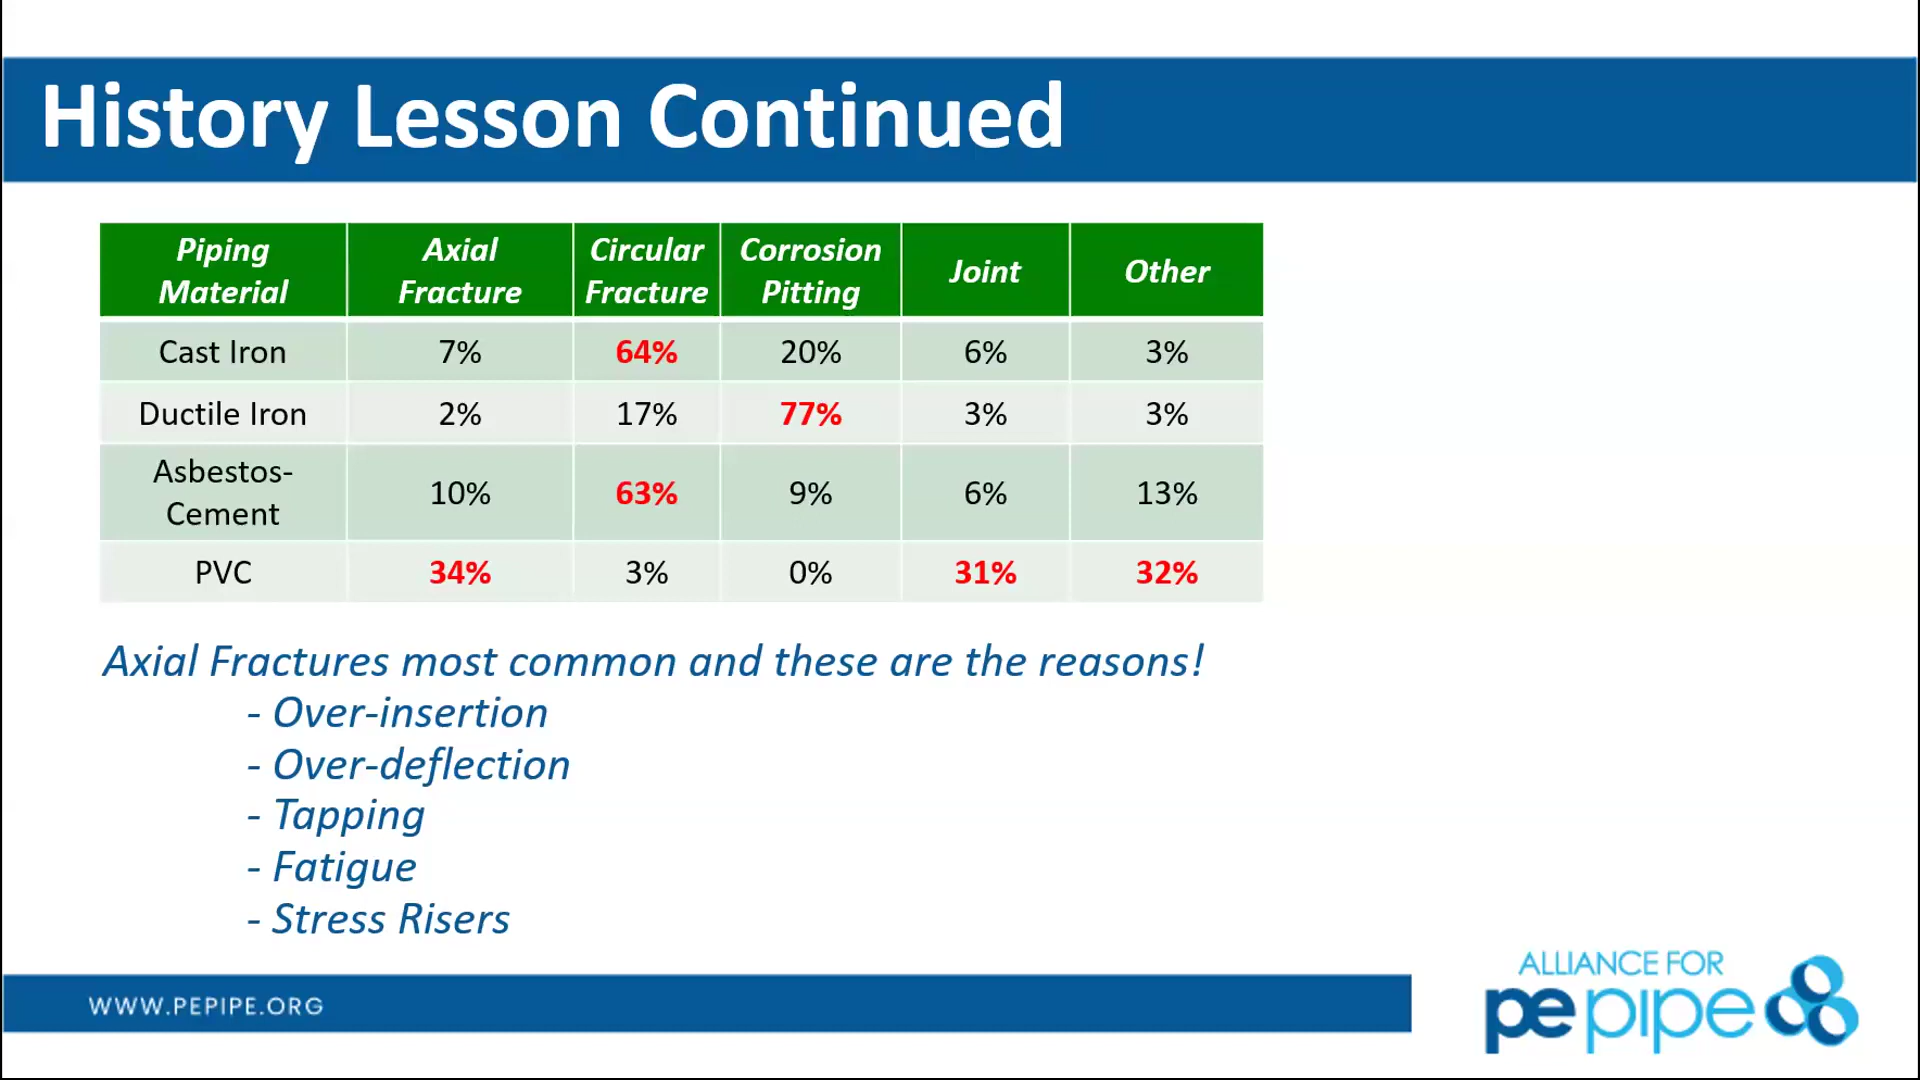 History Lesson Continued
Piping Material Axial Fracture Circular Fracture Corrosion Pitting Joint Other
Cast Iron 7% 64% 20% 6% 3%
Ductile Iron 2% 17% 77% 3% 3%
Asbestos-Cement 10% 63% 9% 6% 13%
PVC 34% 3% 0% 31% 32%
Axial Fractures most common and these are the reasons!
- Over-insertion
- Over-deflection
- Tapping
- Fatigue
- Stress Risers
WWW.PEPIPE.ORG
ALLIANCE FOR
pepipe